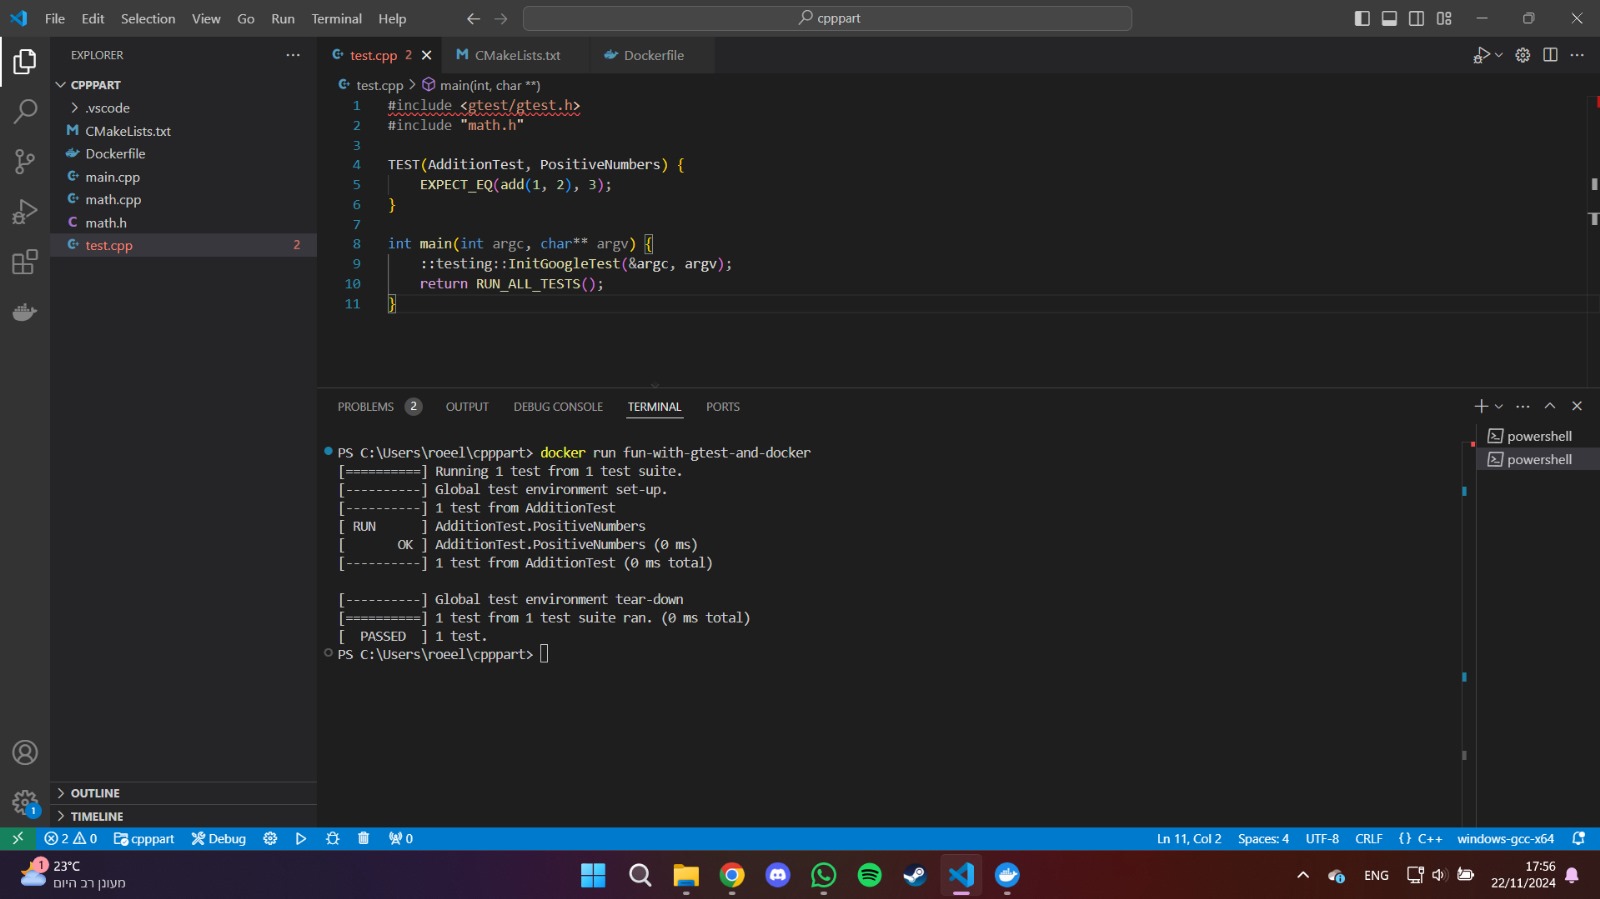 File Edit Selection View Go Run Terminal Help
cpppart
EXPLORER
CPPPART
.vscode
CMakeLists.txt
Dockerfile
main.cpp
math.cpp
math.h
test.cpp 2
OUTLINE
TIMELINE
test.cpp 2
CMakeLists.txt
Dockerfile
test.cpp > main(int, char **)
1 #include <gtest/gtest.h>
2 #include "math.h"
3
4 TEST(AdditionTest, PositiveNumbers) {
5 EXPECT_EQ(add(1, 2), 3);
6 }
7
8 int main(int argc, char** argv) {
9 ::testing::InitGoogleTest(&argc, argv);
10 return RUN_ALL_TESTS();
11 }
PROBLEMS 2 OUTPUT DEBUG CONSOLE TERMINAL PORTS
PS C:\Users\roeel\cpppart> docker run fun-with-gtest-and-docker
[==========] Running 1 test from 1 test suite.
[----------] Global test environment set-up.
[----------] 1 test from AdditionTest
[ RUN      ] AdditionTest.PositiveNumbers
[       OK ] AdditionTest.PositiveNumbers (0 ms)
[----------] 1 test from AdditionTest (0 ms total)
[----------] Global test environment tear-down
[==========] 1 test from 1 test suite ran. (0 ms total)
[  PASSED  ] 1 test.
PS C:\Users\roeel\cpppart>
powershell
powershell
1
2 0 cpppart Debug 0
Ln 11, Col 2 Spaces: 4 UTF-8 CRLF {} C++ windows-gcc-x64
1
23°C
מעונן רב היום
ENG
17:56
22/11/2024